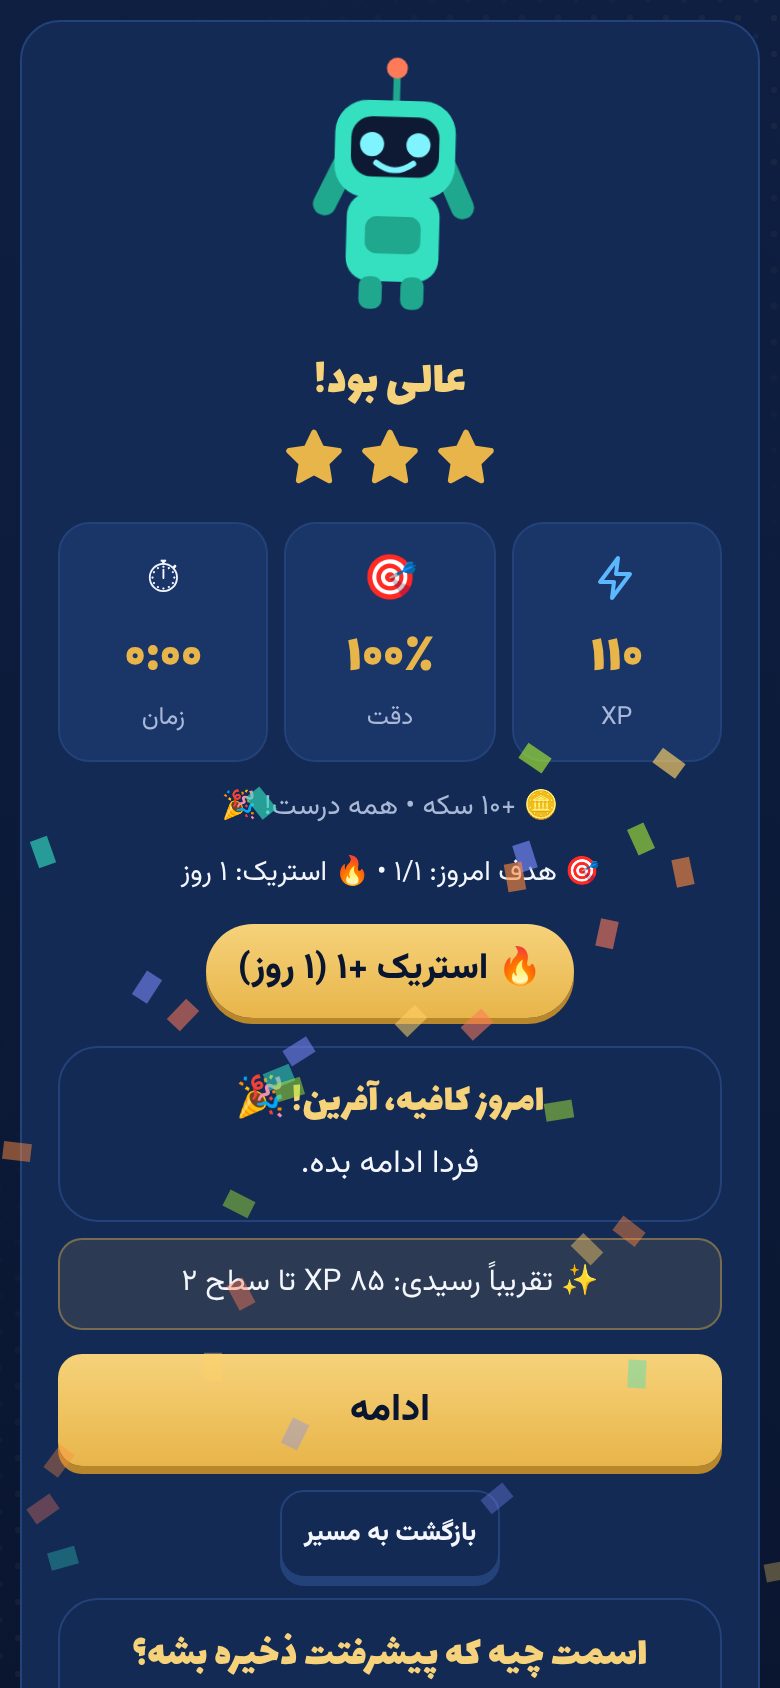 عالی بود!
۱۱۰
XP
۱۰۰٪
دقت
۰:۰۰
زمان
🪙 +۱۰ سکه • همه درست! 🎉
🎯 هدف امروز: ۱/۱ • 🔥 استریک: ۱ روز
🔥 استریک +۱ (۱ روز)
امروز کافیه، آفرین! 🎉
فردا ادامه بده.
✨ تقریباً رسیدی: ۸۵ XP تا سطح ۲
ادامه
بازگشت به مسیر
اسمت چیه که پیشرفتت ذخیره بشه؟